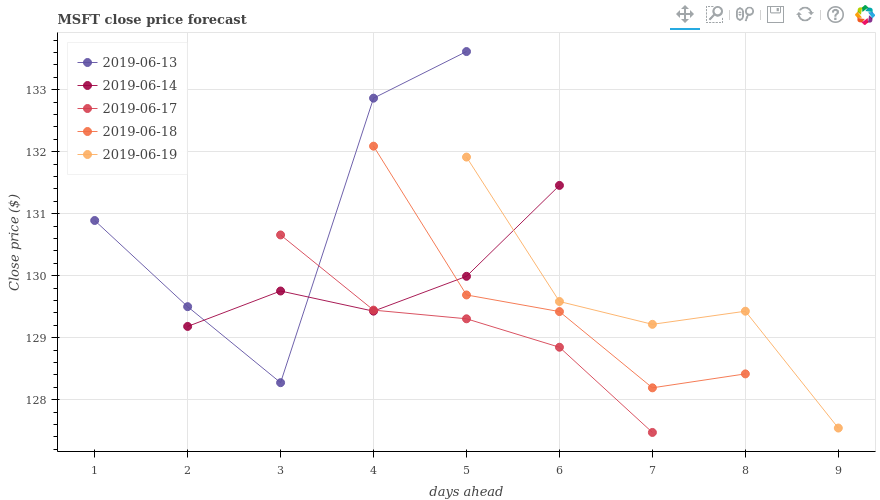 MSFT close price forecast
2019-06-13
2019-06-14
2019-06-17
2019-06-18
2019-06-19
Close price ($)
133
132
131
130
129
128
1 2 3 4 5 6 7 8 9
days ahead